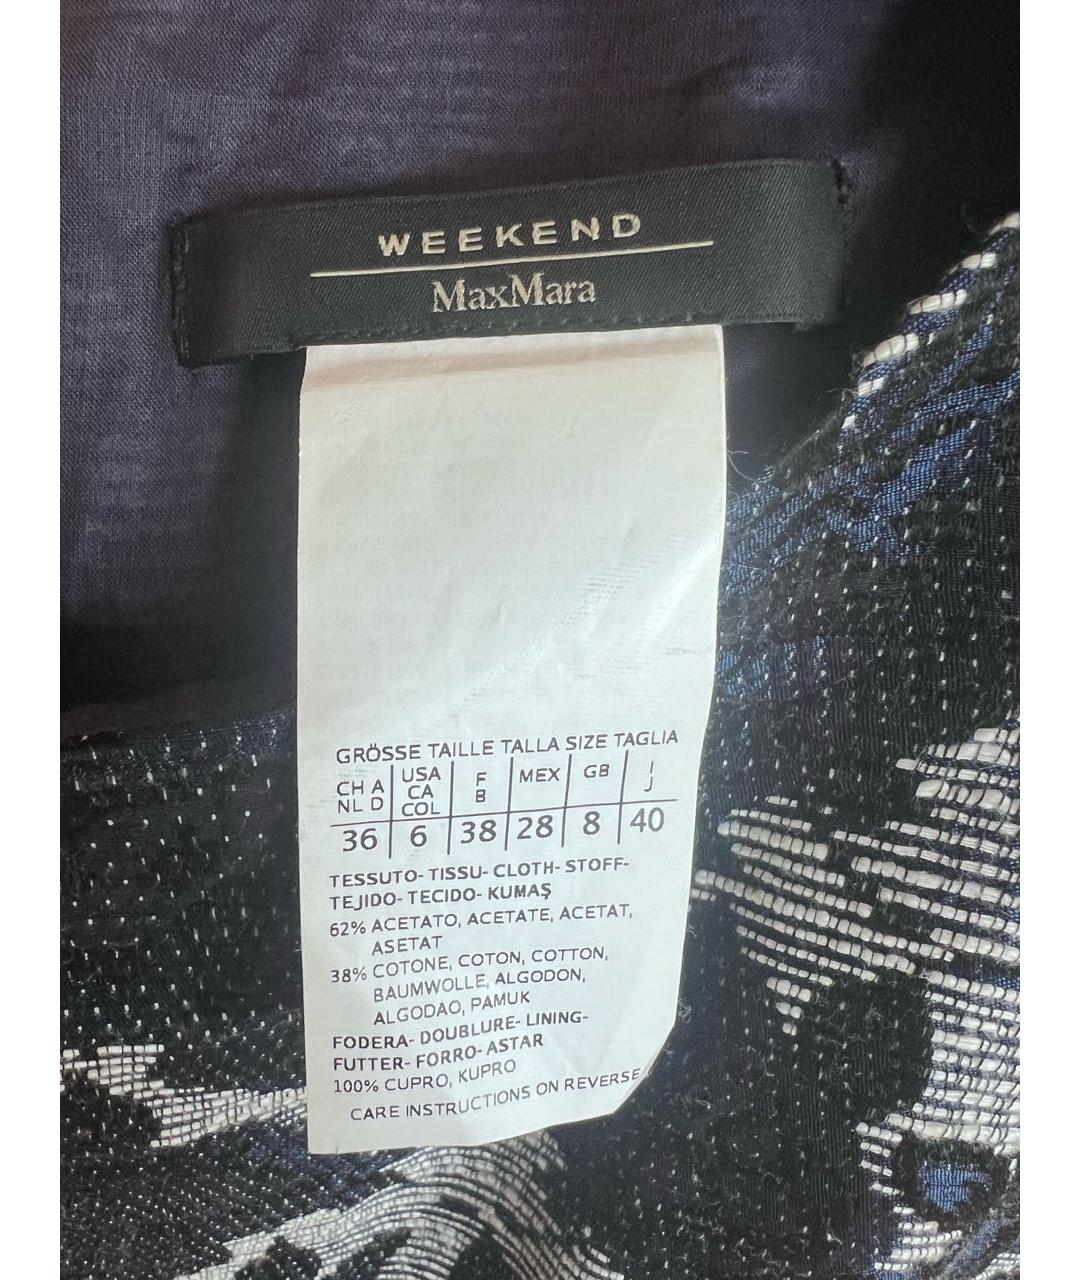 WEEKEND
MaxMara
GRÖSSE TAILLE TALLA SIZE TAGLIA
CH A NL D USA CA COL F B MEX GB I J
36 6 38 28 8 40
TESSUTO- TISSU- CLOTH- STOFF-
TEJIDO- TECIDO- KUMAŞ
62% ACETATO, ACETATE, ACETAT,
ASETAT
38% COTONE, COTON, COTTON,
BAUMWOLLE, ALGODON,
ALGODAO, PAMUK
FODERA- DOUBLURE- LINING-
FUTTER- FORRO- ASTAR
100% CUPRO, KUPRO
CARE INSTRUCTIONS ON REVERSE